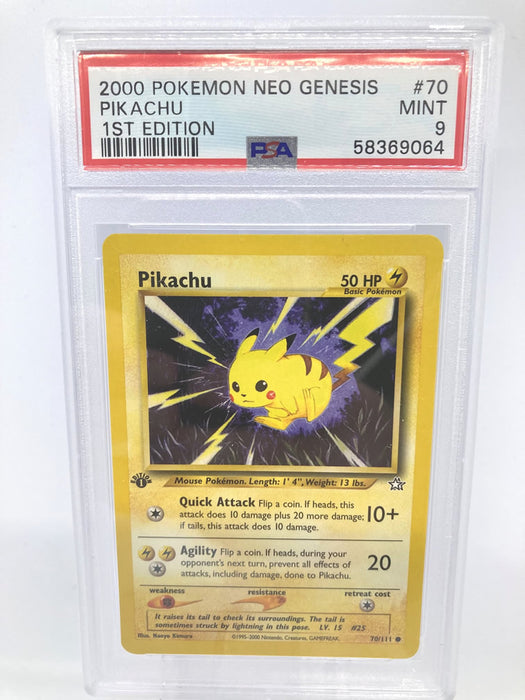 2000 POKEMON NEO GENESIS #70
PIKACHU MINT
1ST EDITION 9
PSA 58369064
Pikachu 50 HP
Basic Pokémon
EDITION
1
Mouse Pokémon. Length: 1' 4", Weight: 13 lbs.
Quick Attack Flip a coin. If heads, this
attack does 10 damage plus 20 more damage;
if tails, this attack does 10 damage.
10+
Agility Flip a coin. If heads, during your
opponent's next turn, prevent all effects of
attacks, including damage, done to Pikachu.
20
weakness resistance retreat cost
It raises its tail to check its surroundings. The tail is
sometimes struck by lightning in this pose. LV. 15 #25
Illus. Naoyo Kimura ©1995-2000 Nintendo, Creatures, GAMEFREAK. 70/111